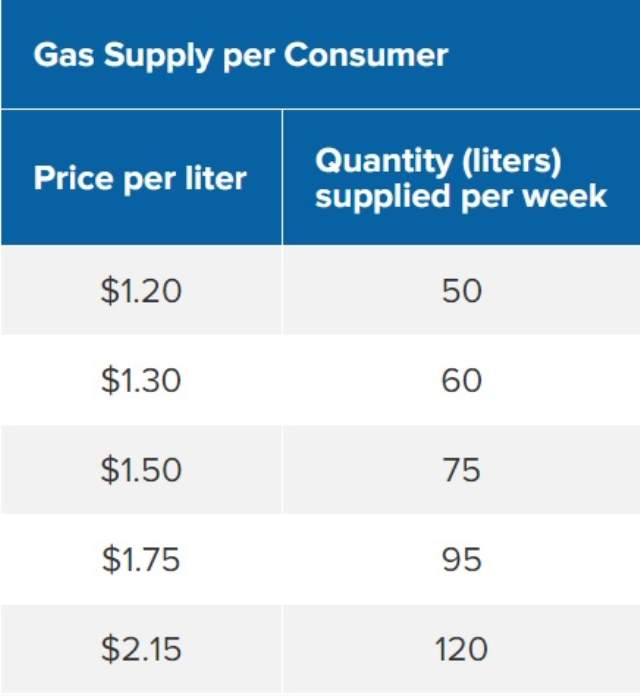 Gas Supply per Consumer
Price per liter
Quantity (liters)
supplied per week
$1.20 50
$1.30 60
$1.50 75
$1.75 95
$2.15 120